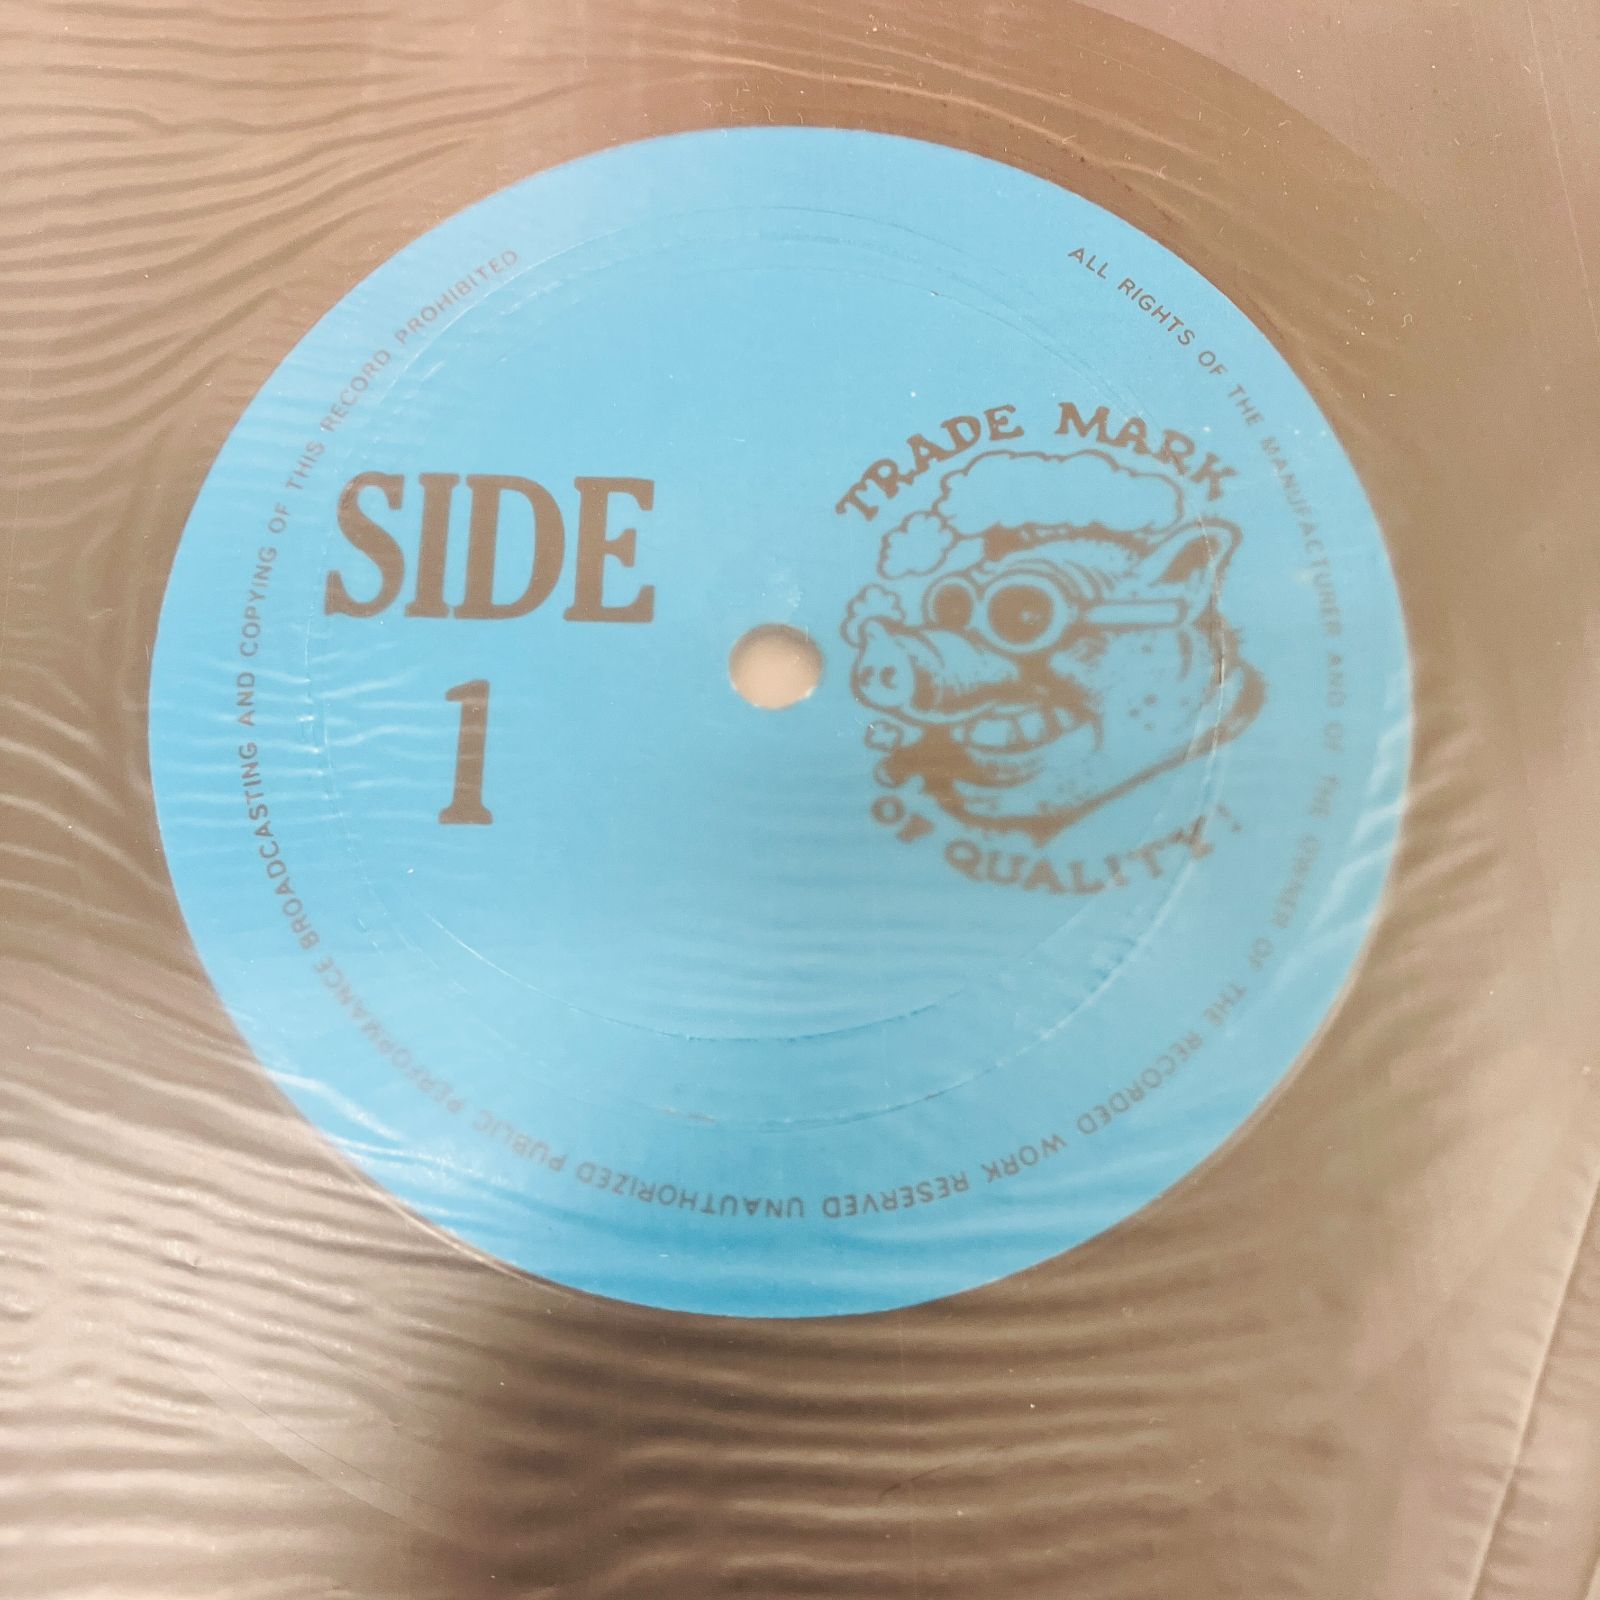 SIDE
1
TRADE MARK
OF QUALITY!
ALL RIGHTS OF THE MANUFACTURER AND OF THE OWNER OF THE RECORDED WORK RESERVED UNAUTHORIZED PUBLIC PERFORMANCE BROADCASTING AND COPYING OF THIS RECORD PROHIBITED